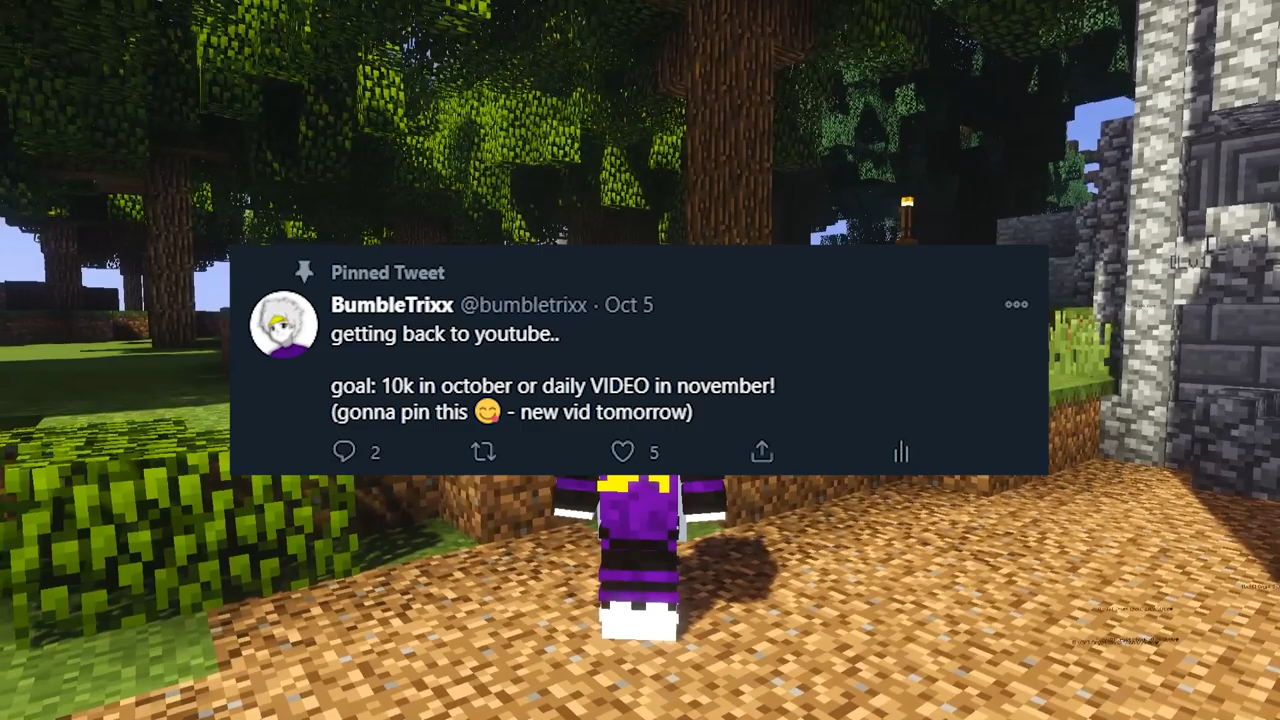 Pinned Tweet
BumbleTrixx @bumbletrixx · Oct 5
getting back to youtube..
goal: 10k in october or daily VIDEO in november!
(gonna pin this 😋 - new vid tomorrow)
2 5